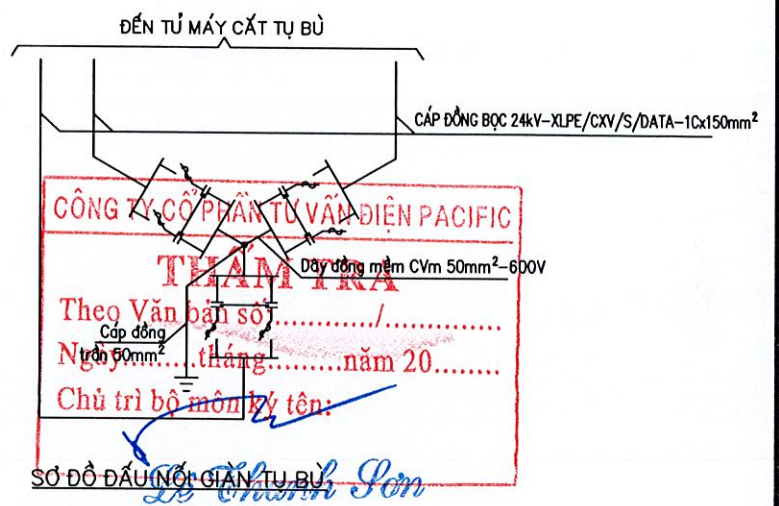 ĐẾN TỦ MÁY CẮT TỤ BÙ
CÁP ĐỒNG BỌC 24kV-XLPE/CXV/S/DATA-1Cx150mm²
CÔNG TY CỔ PHẦN TƯ VẤN ĐIỆN PACIFIC
THẨM TRA
Dây đồng mềm CVm 50mm²-600V
Theo Văn bản số:............./.............
Cáp đồng
trần 50mm²
Ngày.........tháng.........năm 20.......
Chủ trì bộ môn ký tên:
SƠ ĐỒ ĐẤU NỐI GIÀN TỤ BÙ
Lê Thanh Sơn